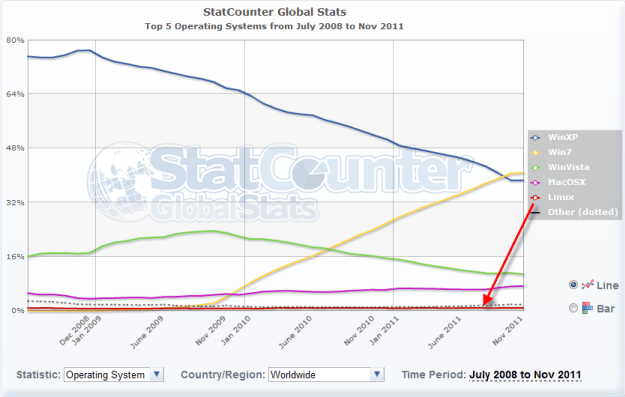 StatCounter Global Stats
Top 5 Operating Systems from July 2008 to Nov 2011
80%
64%
48%
32%
16%
0%
StatCounter
GlobalStats
WinXP
Win7
WinVista
MacOSX
Linux
Other (dotted)
Line
Bar
Dec 2008
Jan 2009
June 2009
Nov 2009
Jan 2010
June 2010
Nov 2010
Jan 2011
June 2011
Nov 2011
Statistic: Operating System Country/Region: Worldwide Time Period: July 2008 to Nov 2011